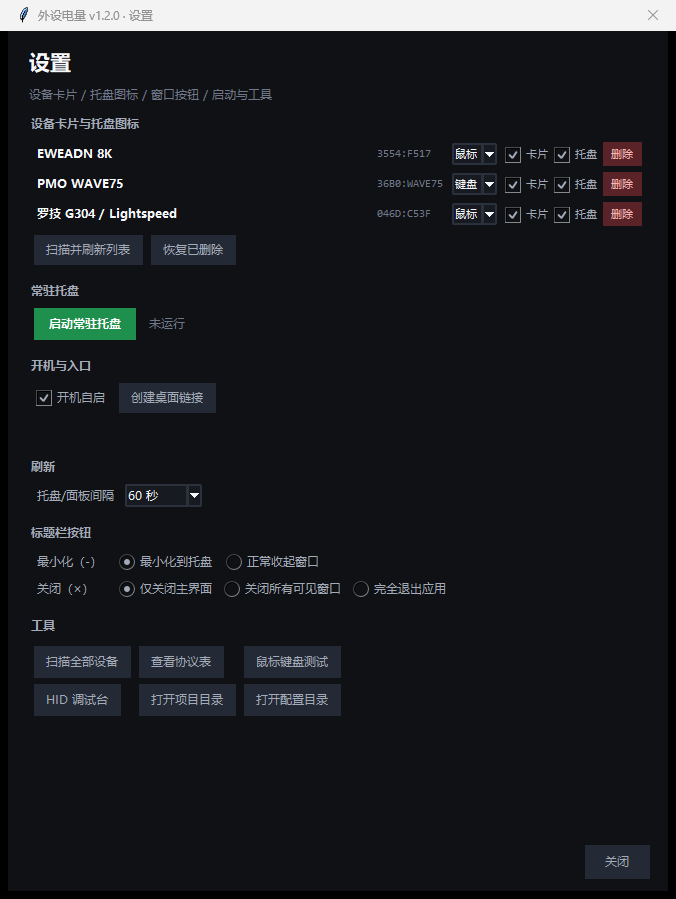 外设电量 v1.2.0 · 设置
设置
设备卡片 / 托盘图标 / 窗口按钮 / 启动与工具
设备卡片与托盘图标
EWEADN 8K 3554:F517 鼠标 卡片 托盘 删除
PMO WAVE75 36B0:WAVE75 键盘 卡片 托盘 删除
罗技 G304 / Lightspeed 046D:C53F 鼠标 卡片 托盘 删除
扫描并刷新列表 恢复已删除
常驻托盘
启动常驻托盘 未运行
开机与入口
开机自启 创建桌面链接
刷新
托盘/面板间隔 60 秒
标题栏按钮
最小化（-） 最小化到托盘 正常收起窗口
关闭（×） 仅关闭主界面 关闭所有可见窗口 完全退出应用
工具
扫描全部设备 查看协议表 鼠标键盘测试
HID 调试台 打开项目目录 打开配置目录
关闭